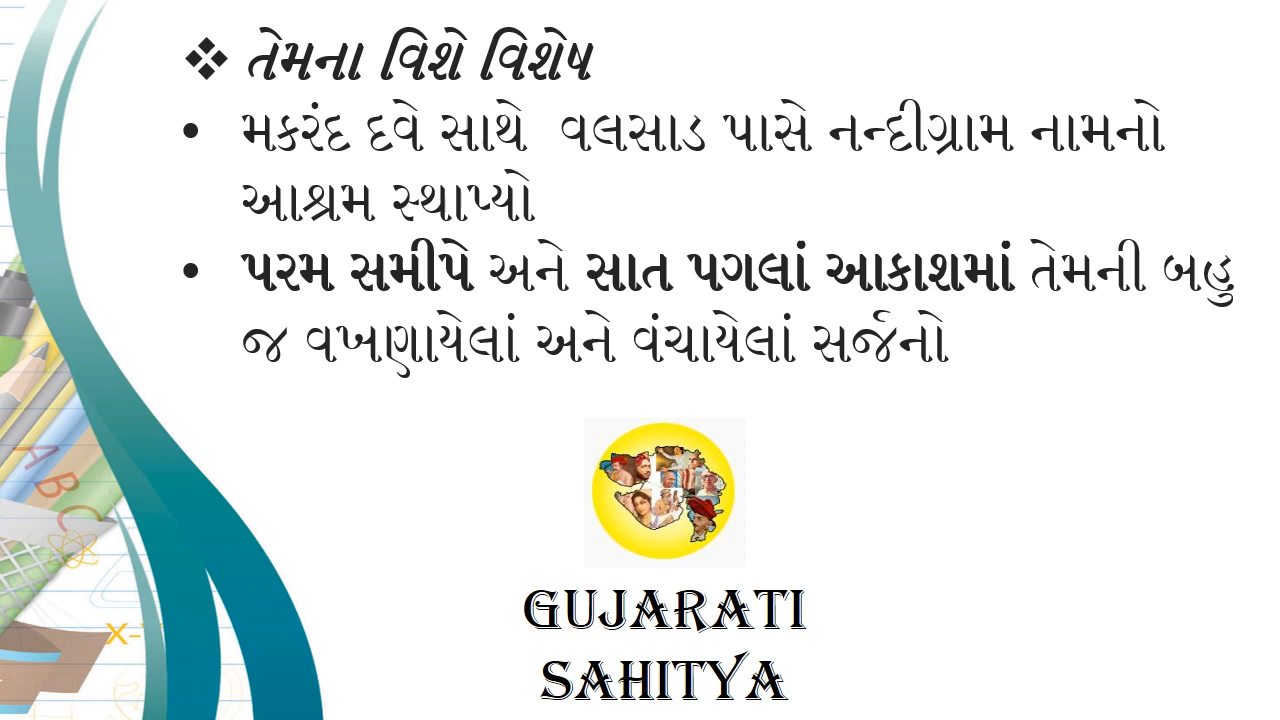 ❖ તેમના વિશે વિશેષ
• મકરંદ દવે સાથે વલસાડ પાસે નન્દીગ્રામ નામનો
આશ્રમ સ્થાપ્યો
• પરમ સમીપે અને સાત પગલાં આકાશમાં તેમની બહુ
જ વખણાયેલાં અને વંચાયેલાં સર્જનો
A B C
X-
GUJARATI
SAHITYA